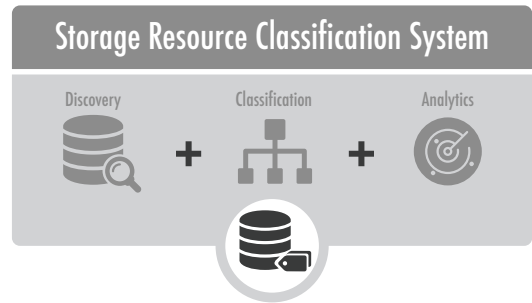 Storage Resource Classification System
Discovery
Classification
Analytics